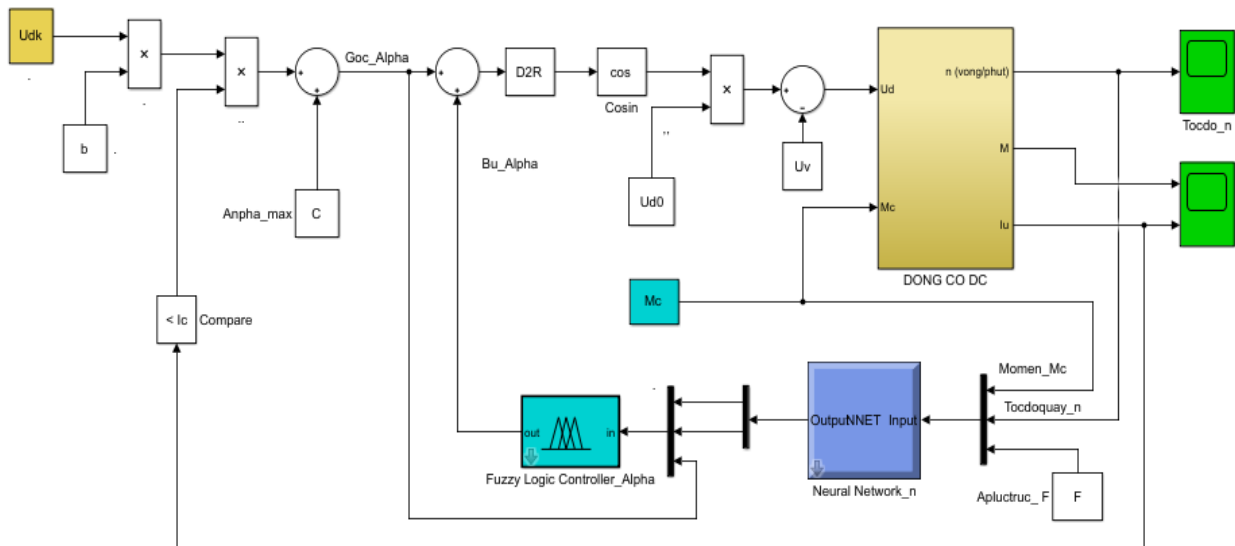 Udk
.
×
.
b
.
×
..
+
+
Goc_Alpha
+
+
D2R
cos
Cosin
×
,,
+
-
Uv
Ud0
Ud
Mc
n (vong/phut)
M
Iu
DONG CO DC
Tocdo_n
Bu_Alpha
Anpha_max
C
< Ic
Compare
Mc
Momen_Mc
Tocdoquay_n
Apluctruc_ F
F
OutpuNNET
Input
Neural Network_n
.
out
in
Fuzzy Logic Controller_Alpha